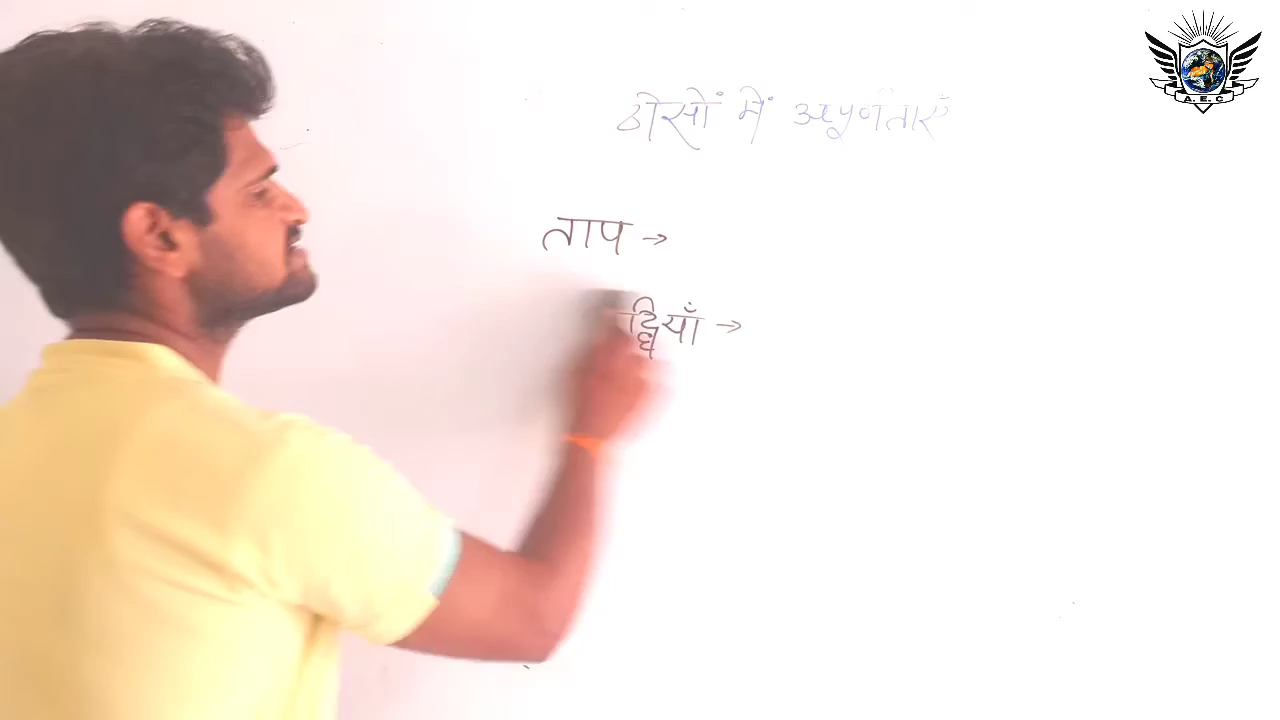 ठोसों में अपूर्णताएँ
ताप →
द्धियाँ →
A. E. C